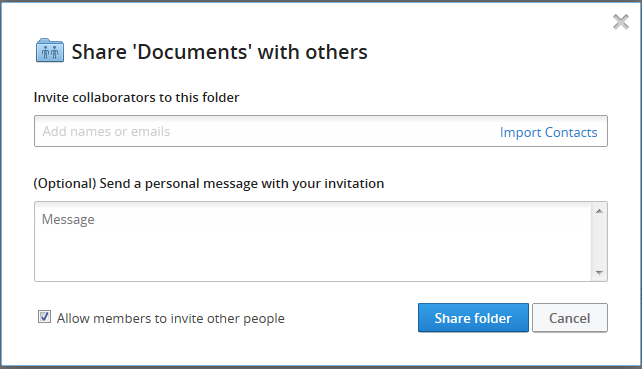 Share 'Documents' with others
Invite collaborators to this folder
Add names or emails Import Contacts
(Optional) Send a personal message with your invitation
Message
Allow members to invite other people Share folder Cancel